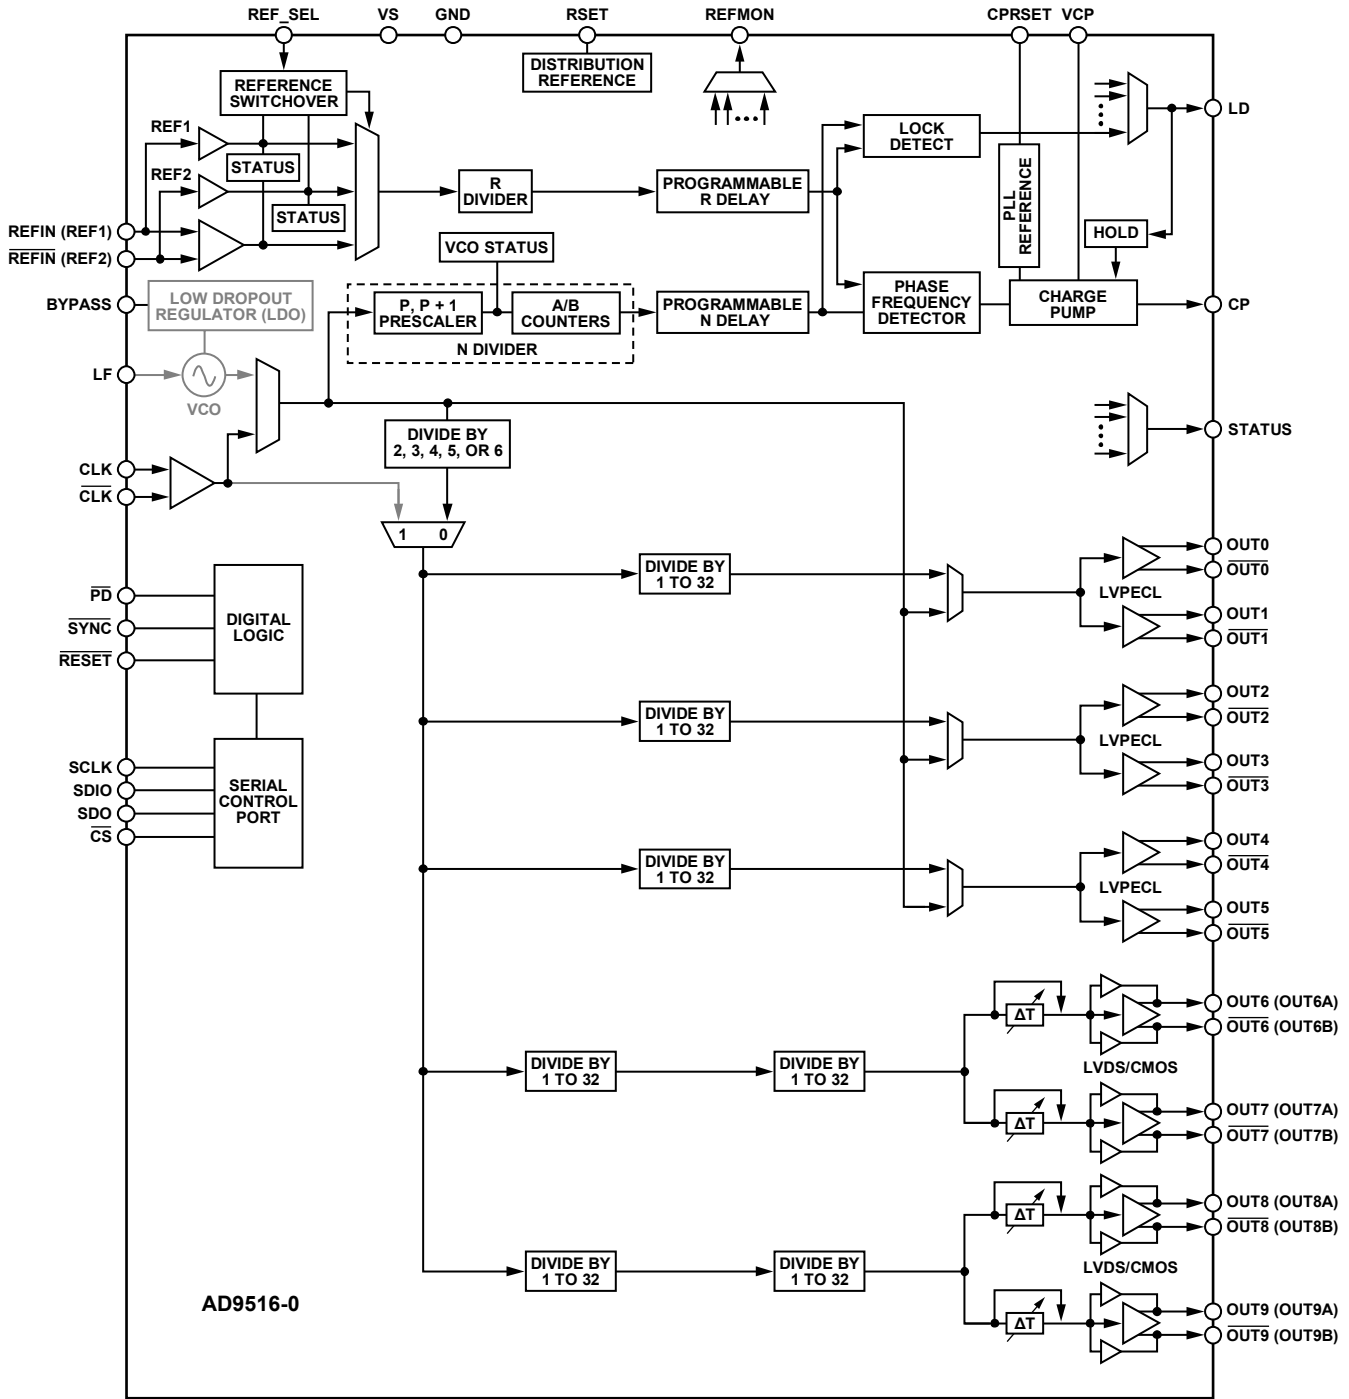 REF_SEL VS GND RSET REFMON CPRSET VCP
DISTRIBUTION
REFERENCE
REFERENCE
SWITCHOVER
REF1
STATUS
REF2
STATUS
REFIN (REF1)
REFIN (REF2)
R
DIVIDER
VCO STATUS
PROGRAMMABLE
R DELAY
LOCK
DETECT
LD
PLL
REFERENCE
HOLD
BYPASS
LOW DROPOUT
REGULATOR (LDO)
P, P + 1
PRESCALER
A/B
COUNTERS
N DIVIDER
PROGRAMMABLE
N DELAY
PHASE
FREQUENCY
DETECTOR
CHARGE
PUMP
CP
LF
VCO
STATUS
DIVIDE BY
2, 3, 4, 5, OR 6
CLK
CLK
1 0
PD
SYNC
RESET
DIGITAL
LOGIC
SCLK
SDIO
SDO
CS
SERIAL
CONTROL
PORT
DIVIDE BY
1 TO 32
LVPECL
OUT0
OUT0
OUT1
OUT1
DIVIDE BY
1 TO 32
LVPECL
OUT2
OUT2
OUT3
OUT3
DIVIDE BY
1 TO 32
LVPECL
OUT4
OUT4
OUT5
OUT5
DIVIDE BY
1 TO 32
DIVIDE BY
1 TO 32
ΔT
ΔT
LVDS/CMOS
OUT6 (OUT6A)
OUT6 (OUT6B)
OUT7 (OUT7A)
OUT7 (OUT7B)
DIVIDE BY
1 TO 32
DIVIDE BY
1 TO 32
ΔT
ΔT
LVDS/CMOS
OUT8 (OUT8A)
OUT8 (OUT8B)
OUT9 (OUT9A)
OUT9 (OUT9B)
AD9516-0